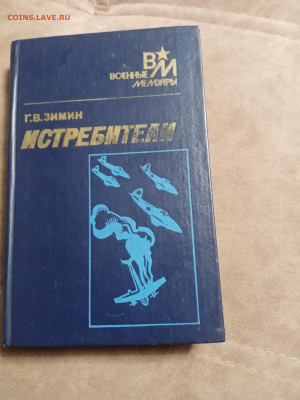 COINS.LAVE.RU
В★М
ВОЕННЫЕ
МЕМУАРЫ
Г.В.ЗИМИН
ИСТРЕБИТЕЛИ